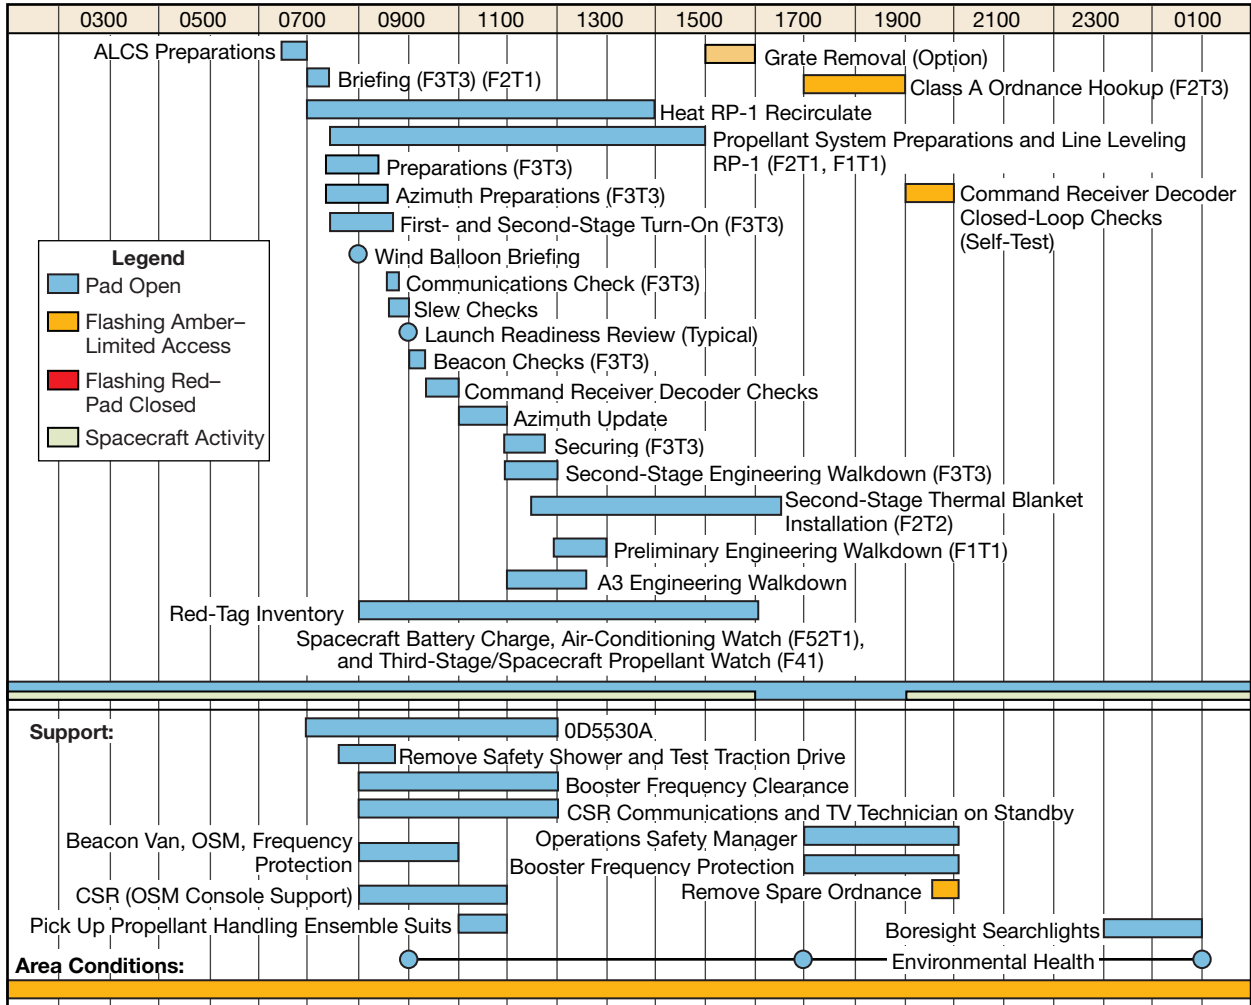 0300 0500 0700 0900 1100 1300 1500 1700 1900 2100 2300 0100
ALCS Preparations
Grate Removal (Option)
Briefing (F3T3) (F2T1)
Class A Ordnance Hookup (F2T3)
Heat RP-1 Recirculate
Propellant System Preparations and Line Leveling
RP-1 (F2T1, F1T1)
Preparations (F3T3)
Azimuth Preparations (F3T3)
Command Receiver Decoder
Closed-Loop Checks
(Self-Test)
First- and Second-Stage Turn-On (F3T3)
Legend
Pad Open
Flashing Amber–
Limited Access
Flashing Red–
Pad Closed
Spacecraft Activity
Wind Balloon Briefing
Communications Check (F3T3)
Slew Checks
Launch Readiness Review (Typical)
Beacon Checks (F3T3)
Command Receiver Decoder Checks
Azimuth Update
Securing (F3T3)
Second-Stage Engineering Walkdown (F3T3)
Second-Stage Thermal Blanket
Installation (F2T2)
Preliminary Engineering Walkdown (F1T1)
A3 Engineering Walkdown
Red-Tag Inventory
Spacecraft Battery Charge, Air-Conditioning Watch (F52T1),
and Third-Stage/Spacecraft Propellant Watch (F41)
Support:
0D5530A
Remove Safety Shower and Test Traction Drive
Booster Frequency Clearance
CSR Communications and TV Technician on Standby
Beacon Van, OSM, Frequency
Protection
Operations Safety Manager
Booster Frequency Protection
CSR (OSM Console Support)
Remove Spare Ordnance
Pick Up Propellant Handling Ensemble Suits
Boresight Searchlights
Area Conditions:
Environmental Health